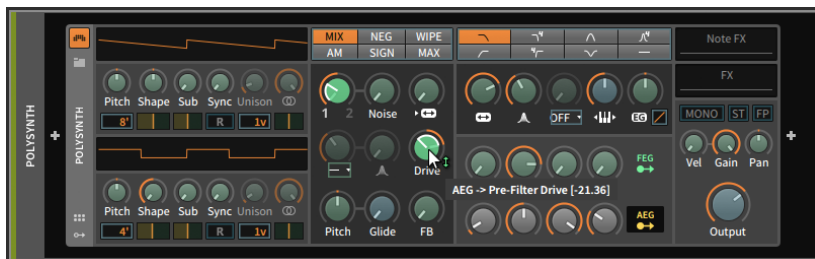 POLYSYNTH
POLYSYNTH
Pitch Shape Sub Sync Unison
8' R 1v
Pitch Shape Sub Sync Unison
4' R 1v
MIX NEG WIPE
AM SIGN MAX
1 2 Noise
Drive
Pitch Glide FB
OFF EG
FEG
AEG -> Pre-Filter Drive [-21.36]
AEG
Note FX
FX
MONO ST FP
Vel Gain Pan
Output